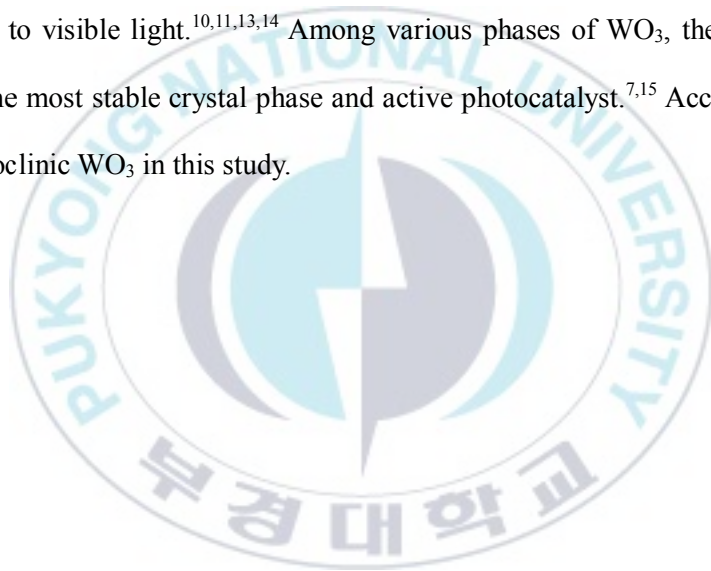 to visible light.10,11,13,14 Among various phases of WO3, the
most stable crystal phase and active photocatalyst.7,15 Acc
WO3 in this study.
PUKYONG NATIONAL UNIVERSITY
부경대학교